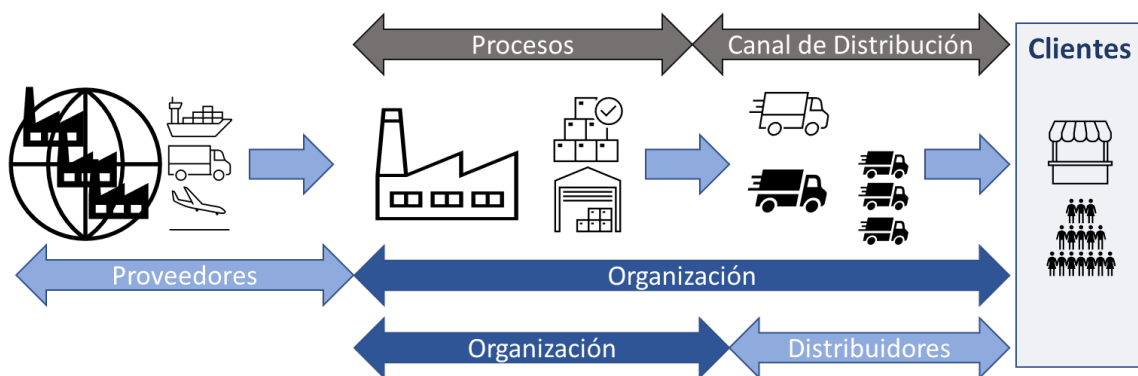 Procesos
Canal de Distribución
Clientes
Proveedores
Organización
Organización
Distribuidores